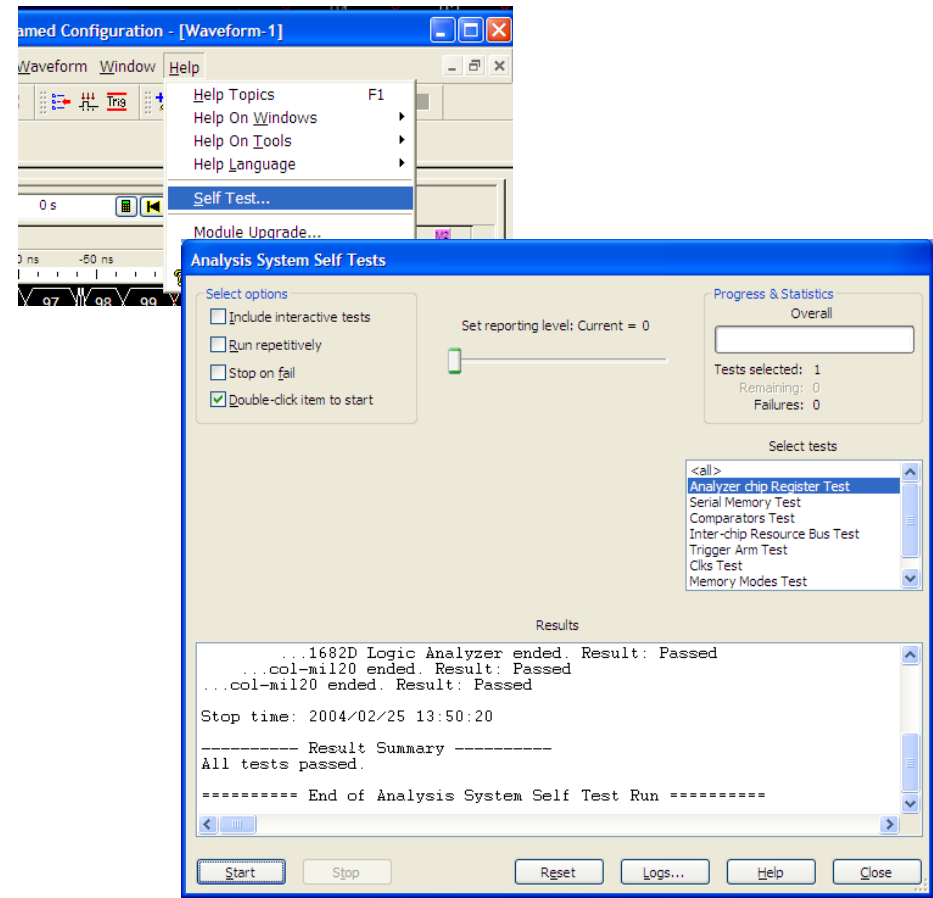 amed Configuration - [Waveform-1]
Waveform Window Help
Trig
Help Topics F1
Help On Windows
Help On Tools
Help Language
Self Test...
Module Upgrade...
0 s
M2
0 ns -50 ns
97 98 99
Analysis System Self Tests
Select options
Include interactive tests
Run repetitively
Stop on fail
Double-click item to start
Set reporting level: Current = 0
Progress & Statistics
Overall
Tests selected: 1
Remaining: 0
Failures: 0
Select tests
<all>
Analyzer chip Register Test
Serial Memory Test
Comparators Test
Inter-chip Resource Bus Test
Trigger Arm Test
Clks Test
Memory Modes Test
Results
...1682D Logic Analyzer ended. Result: Passed
...col-mil20 ended. Result: Passed
...col-mil20 ended. Result: Passed
Stop time: 2004/02/25 13:50:20
---------- Result Summary ----------
All tests passed.
========== End of Analysis System Self Test Run ==========
Start Stop Reset Logs... Help Close